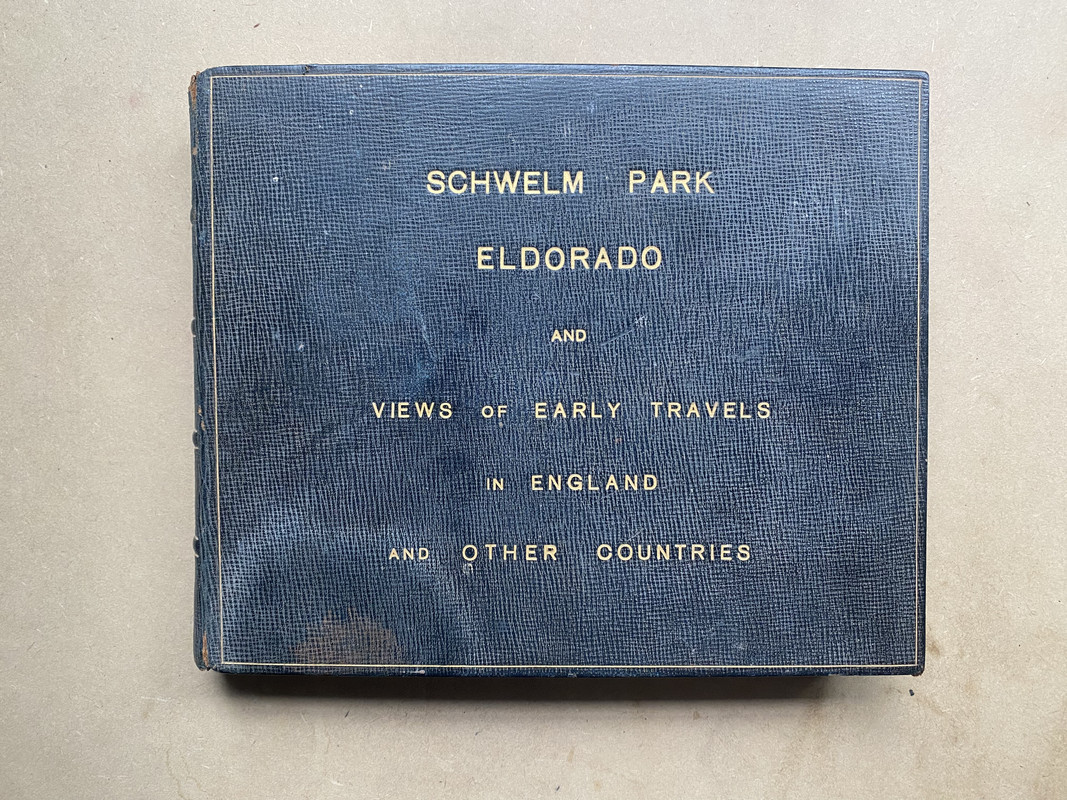 SCHWELM PARK
ELDORADO
AND
VIEWS OF EARLY TRAVELS
IN ENGLAND
AND OTHER COUNTRIES